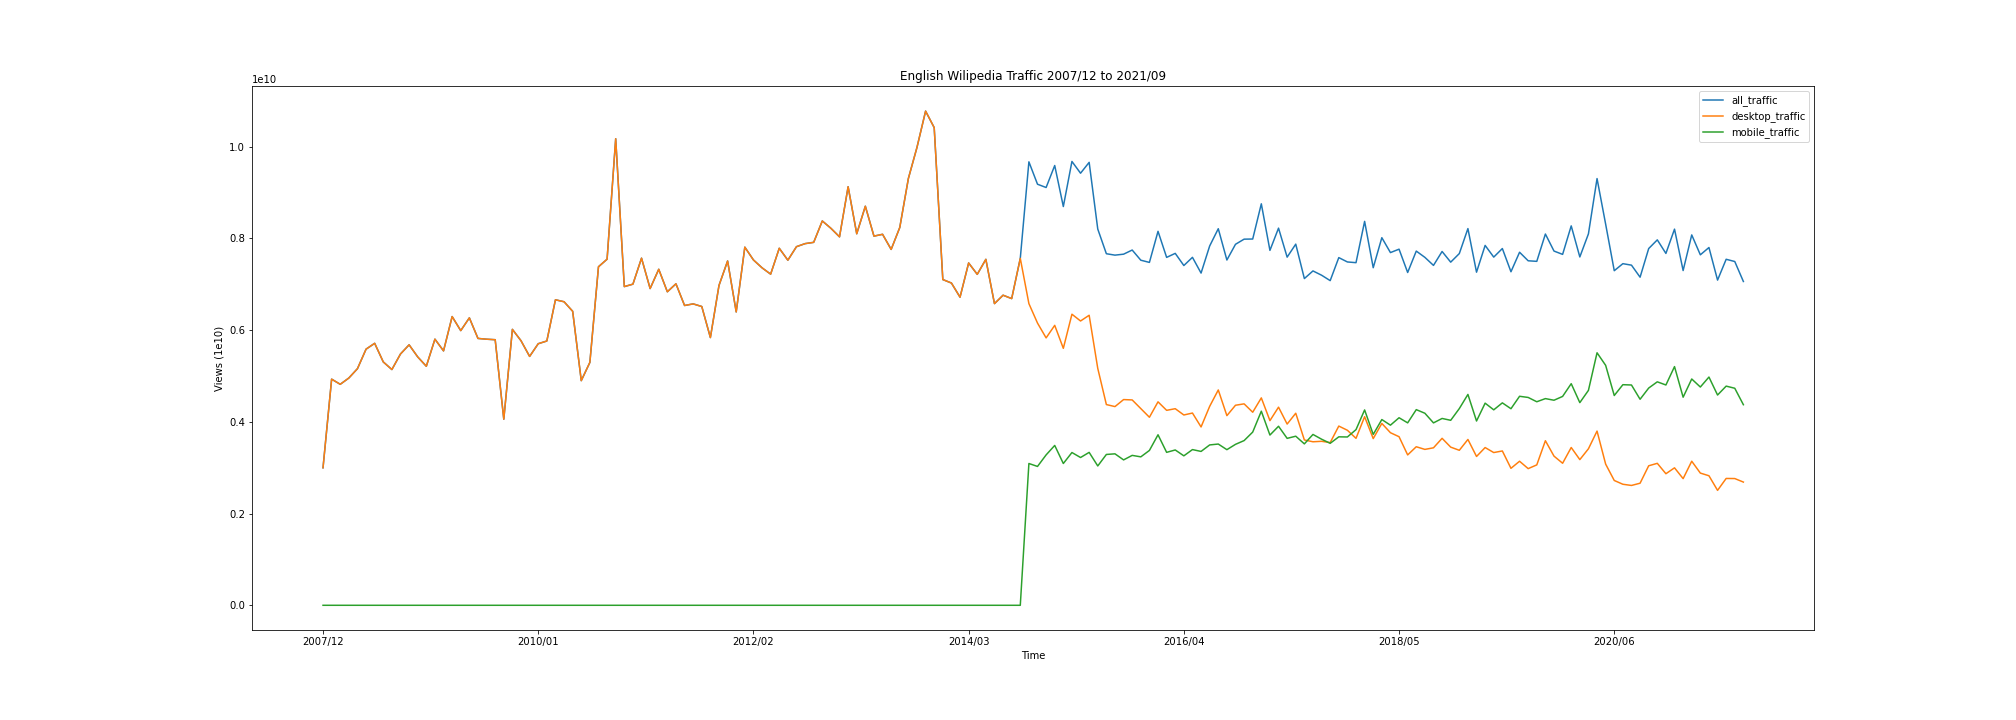 English Wilipedia Traffic 2007/12 to 2021/09
1e10
all_traffic
desktop_traffic
mobile_traffic
1.0
0.8
0.6
0.4
0.2
0.0
Views (1e10)
2007/12 2010/01 2012/02 2014/03 2016/04 2018/05 2020/06
Time